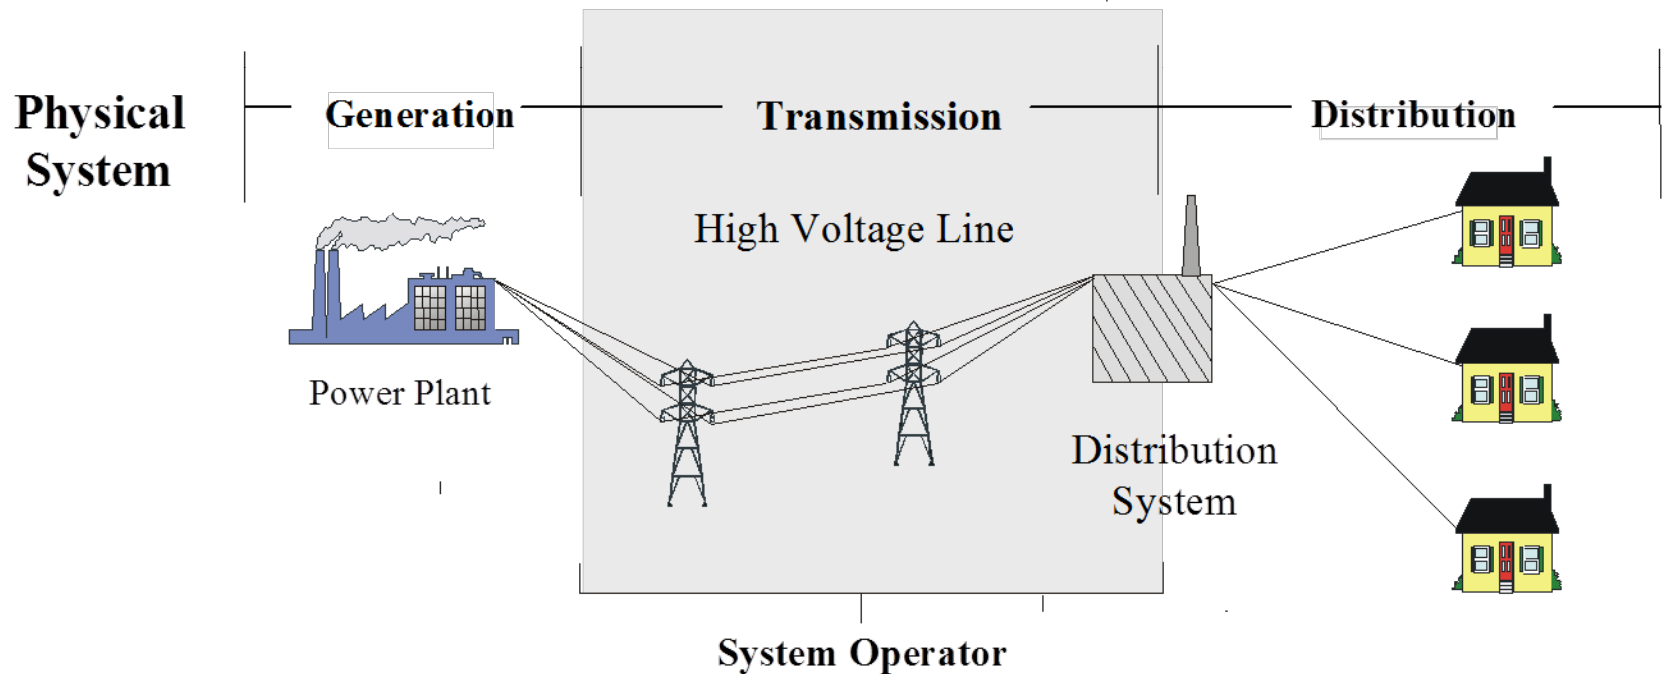 Physical
System
Generation
Transmission
Distribution
High Voltage Line
Power Plant
Distribution
System
System Operator